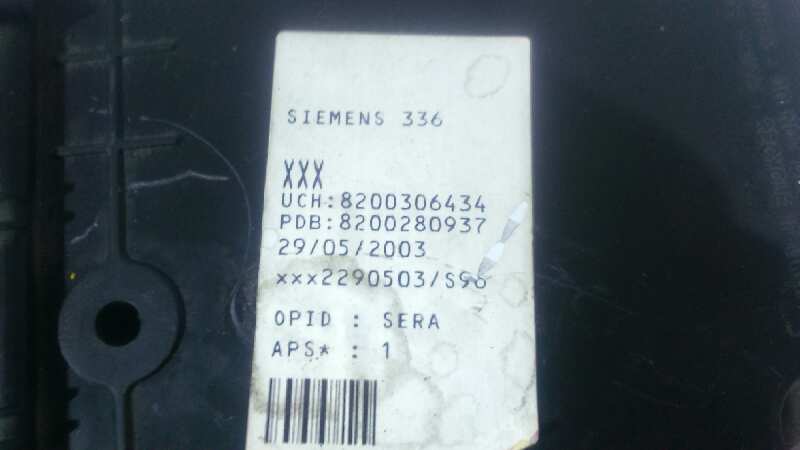 SIEMENS 336
XXX
UCH:8200306434
PDB:8200280937
29/05/2003
xxx2290503/S96
OPID : SERA
APS* : 1